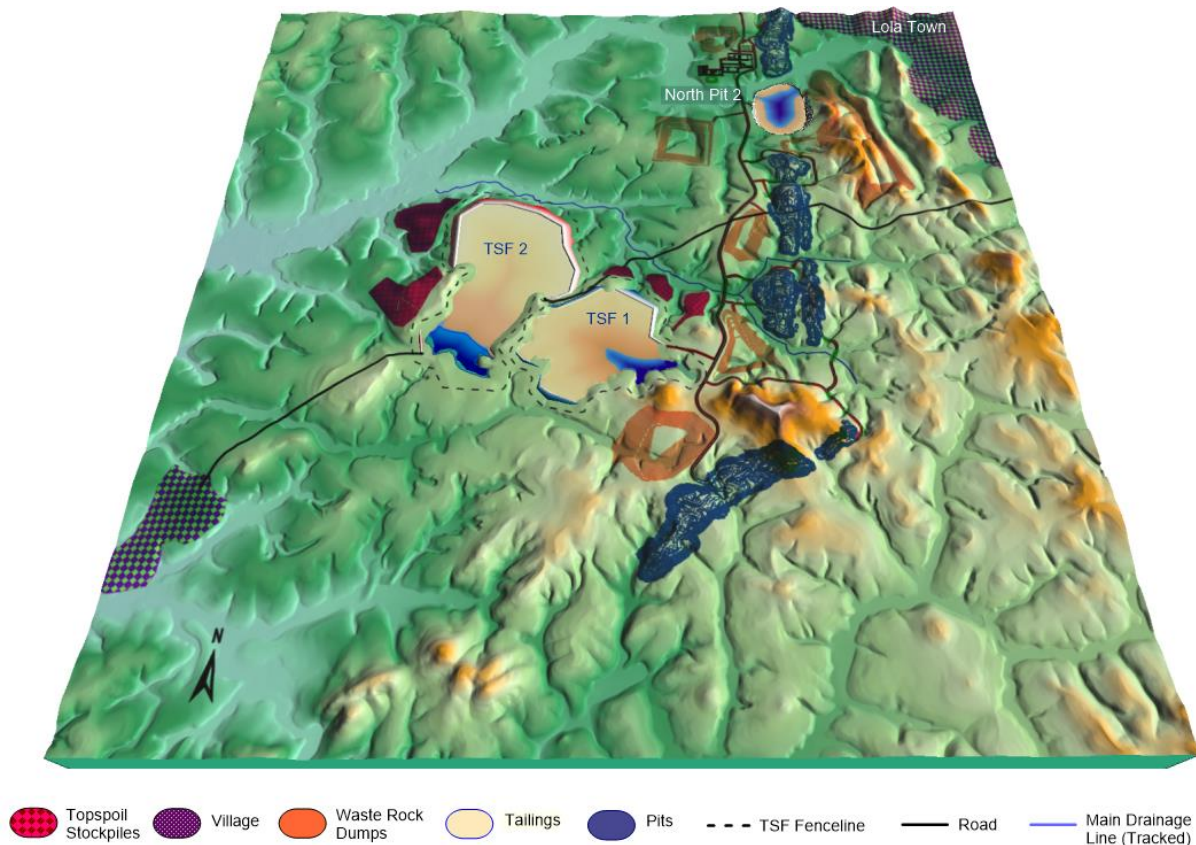 Lola Town
North Pit 2
TSF 2
TSF 1
N
Topspoil
Stockpiles
Village
Waste Rock
Dumps
Tailings
Pits
TSF Fenceline
Road
Main Drainage
Line (Tracked)